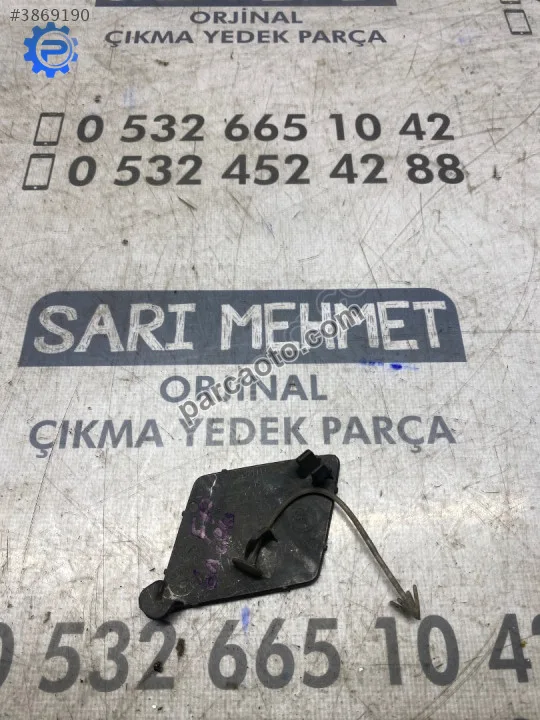 #3869190
ORJİNAL
ÇIKMA YEDEK PARÇA
0 532 665 10 42
0 532 452 42 88
SARI MEHMET
parcaoto.com
ORJİNAL
ÇIKMA YEDEK PARÇA
0 532 665 10 42